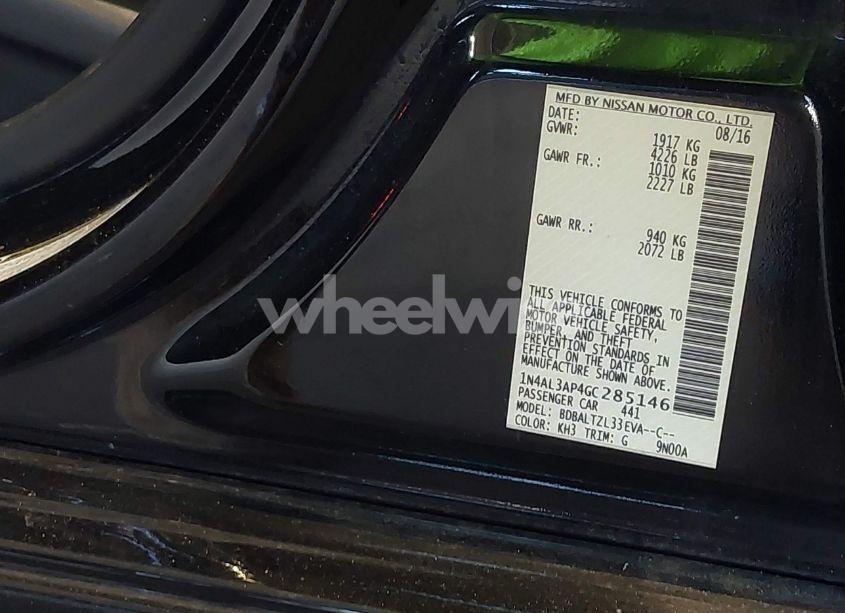 MFD BY NISSAN MOTOR CO., LTD.
DATE: 08/16
GVWR: 1917 KG
4226 LB
GAWR FR.: 1010 KG
2227 LB
GAWR RR.: 940 KG
2072 LB
THIS VEHICLE CONFORMS TO
ALL APPLICABLE FEDERAL
MOTOR VEHICLE SAFETY,
BUMPER, AND THEFT
PREVENTION STANDARDS IN
EFFECT ON THE DATE OF
MANUFACTURE SHOWN ABOVE.
1N4AL3AP4GC285146
PASSENGER CAR 441
MODEL: BDBALTZL33EVA--C--
COLOR: KH3 TRIM: G 9N00A
wheelwi